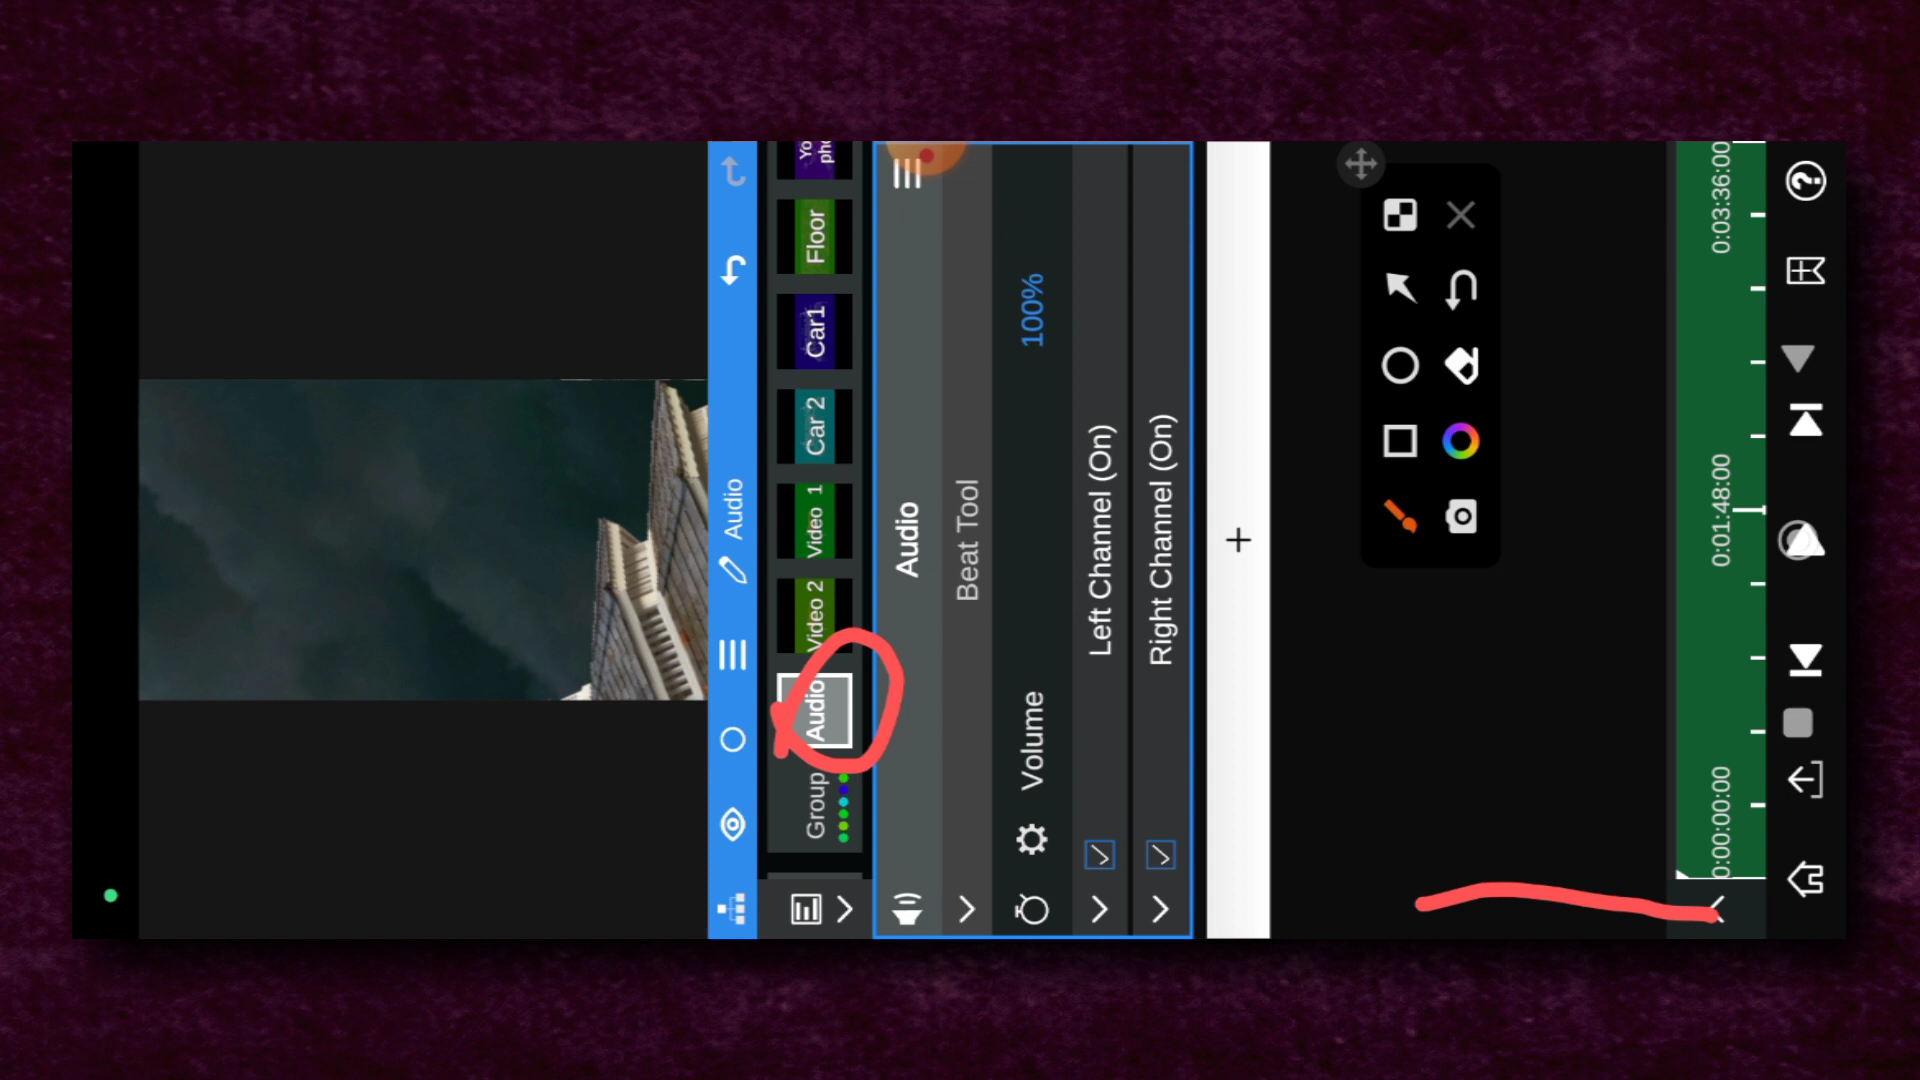 Audio
Group Audio Video 2 Video 1 Car 2 Car1 Floor Yo
Audio
Beat Tool
Volume 100%
Left Channel (On)
Right Channel (On)
+
0:00:00:00 0:01:48:00 0:03:36:00